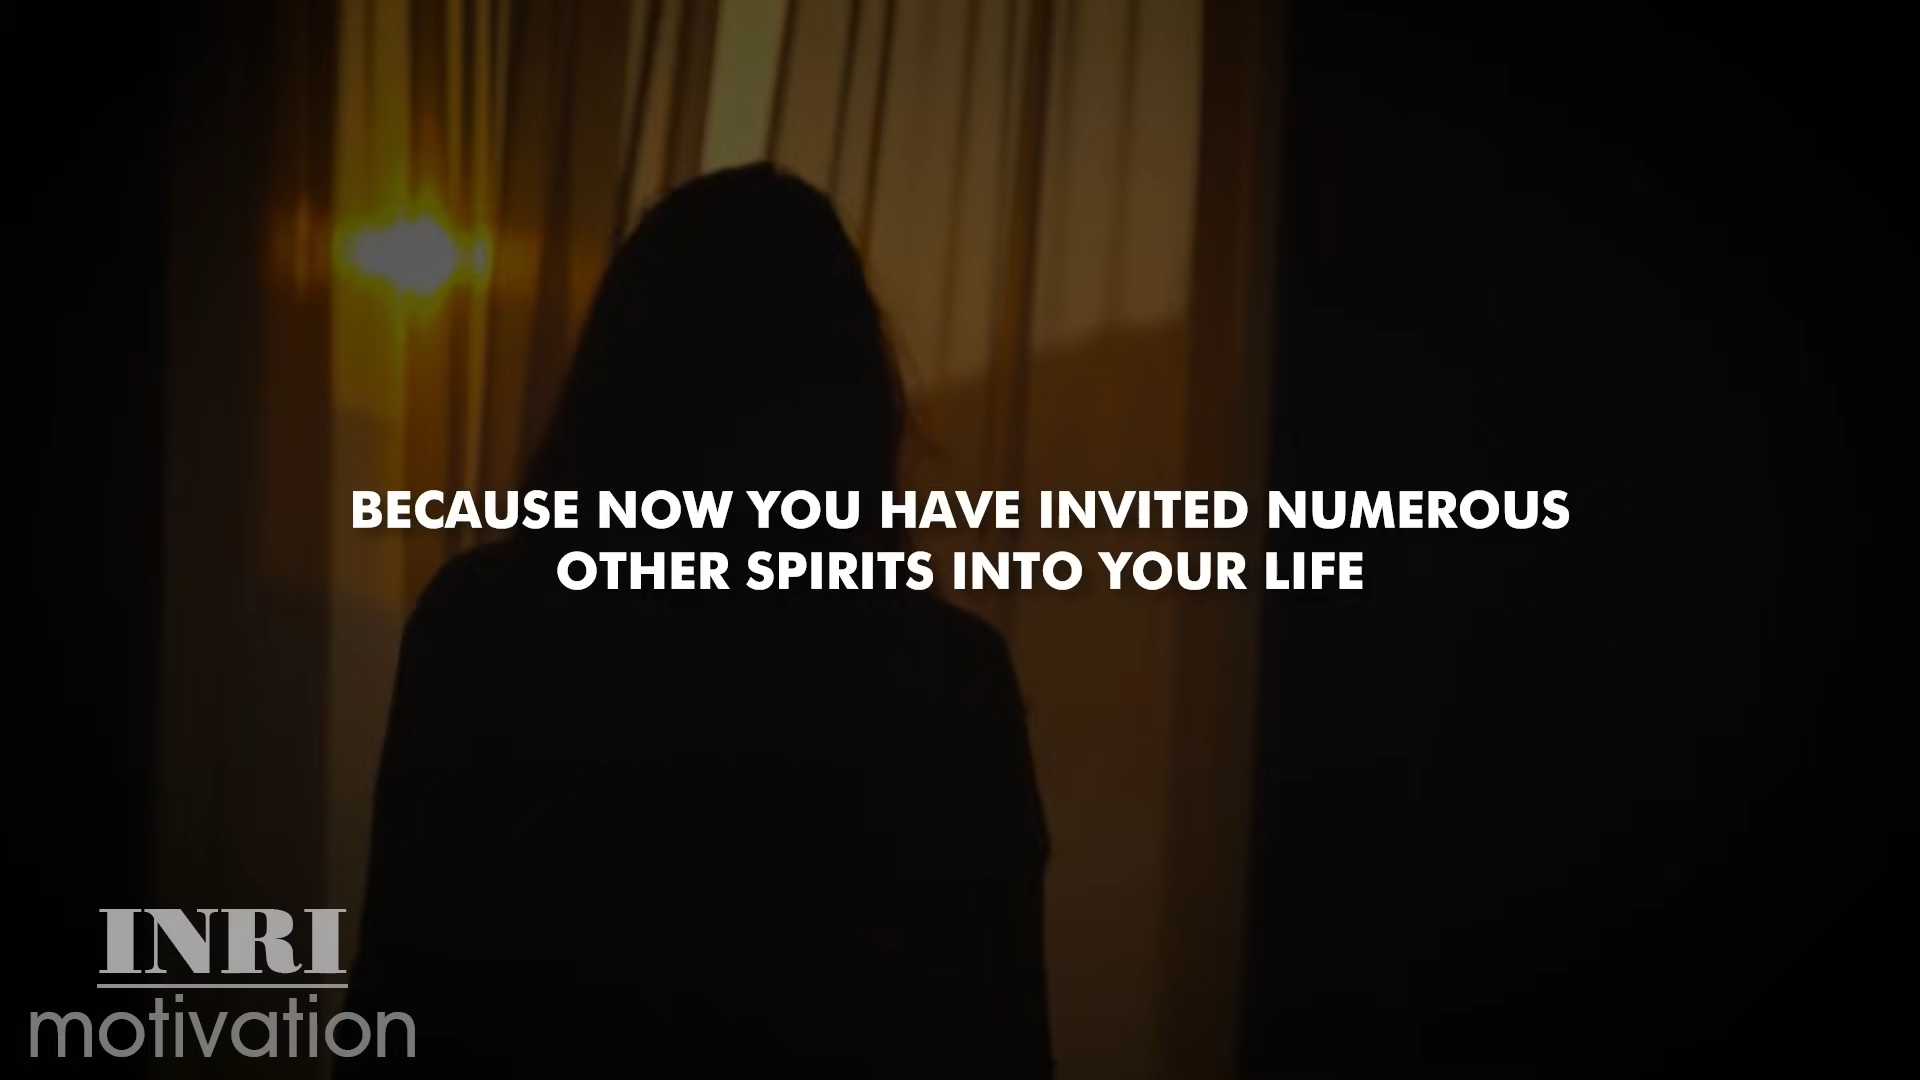 BECAUSE NOW YOU HAVE INVITED NUMEROUS
OTHER SPIRITS INTO YOUR LIFE
INRI
motivation